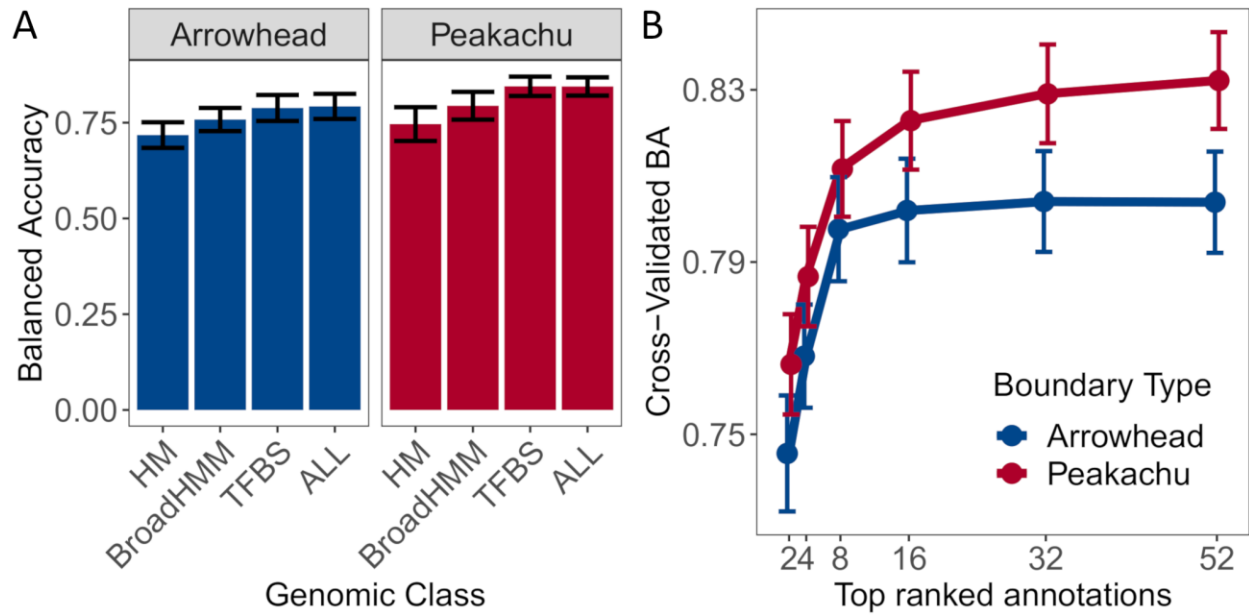 A
Arrowhead
Peakachu
Balanced Accuracy
0.75
0.50
0.25
0.00
HM
BroadHMM
TFBS
ALL
HM
BroadHMM
TFBS
ALL
Genomic Class
B
Cross-Validated BA
0.83
0.79
0.75
Boundary Type
Arrowhead
Peakachu
2 4 8 16 32 52
Top ranked annotations